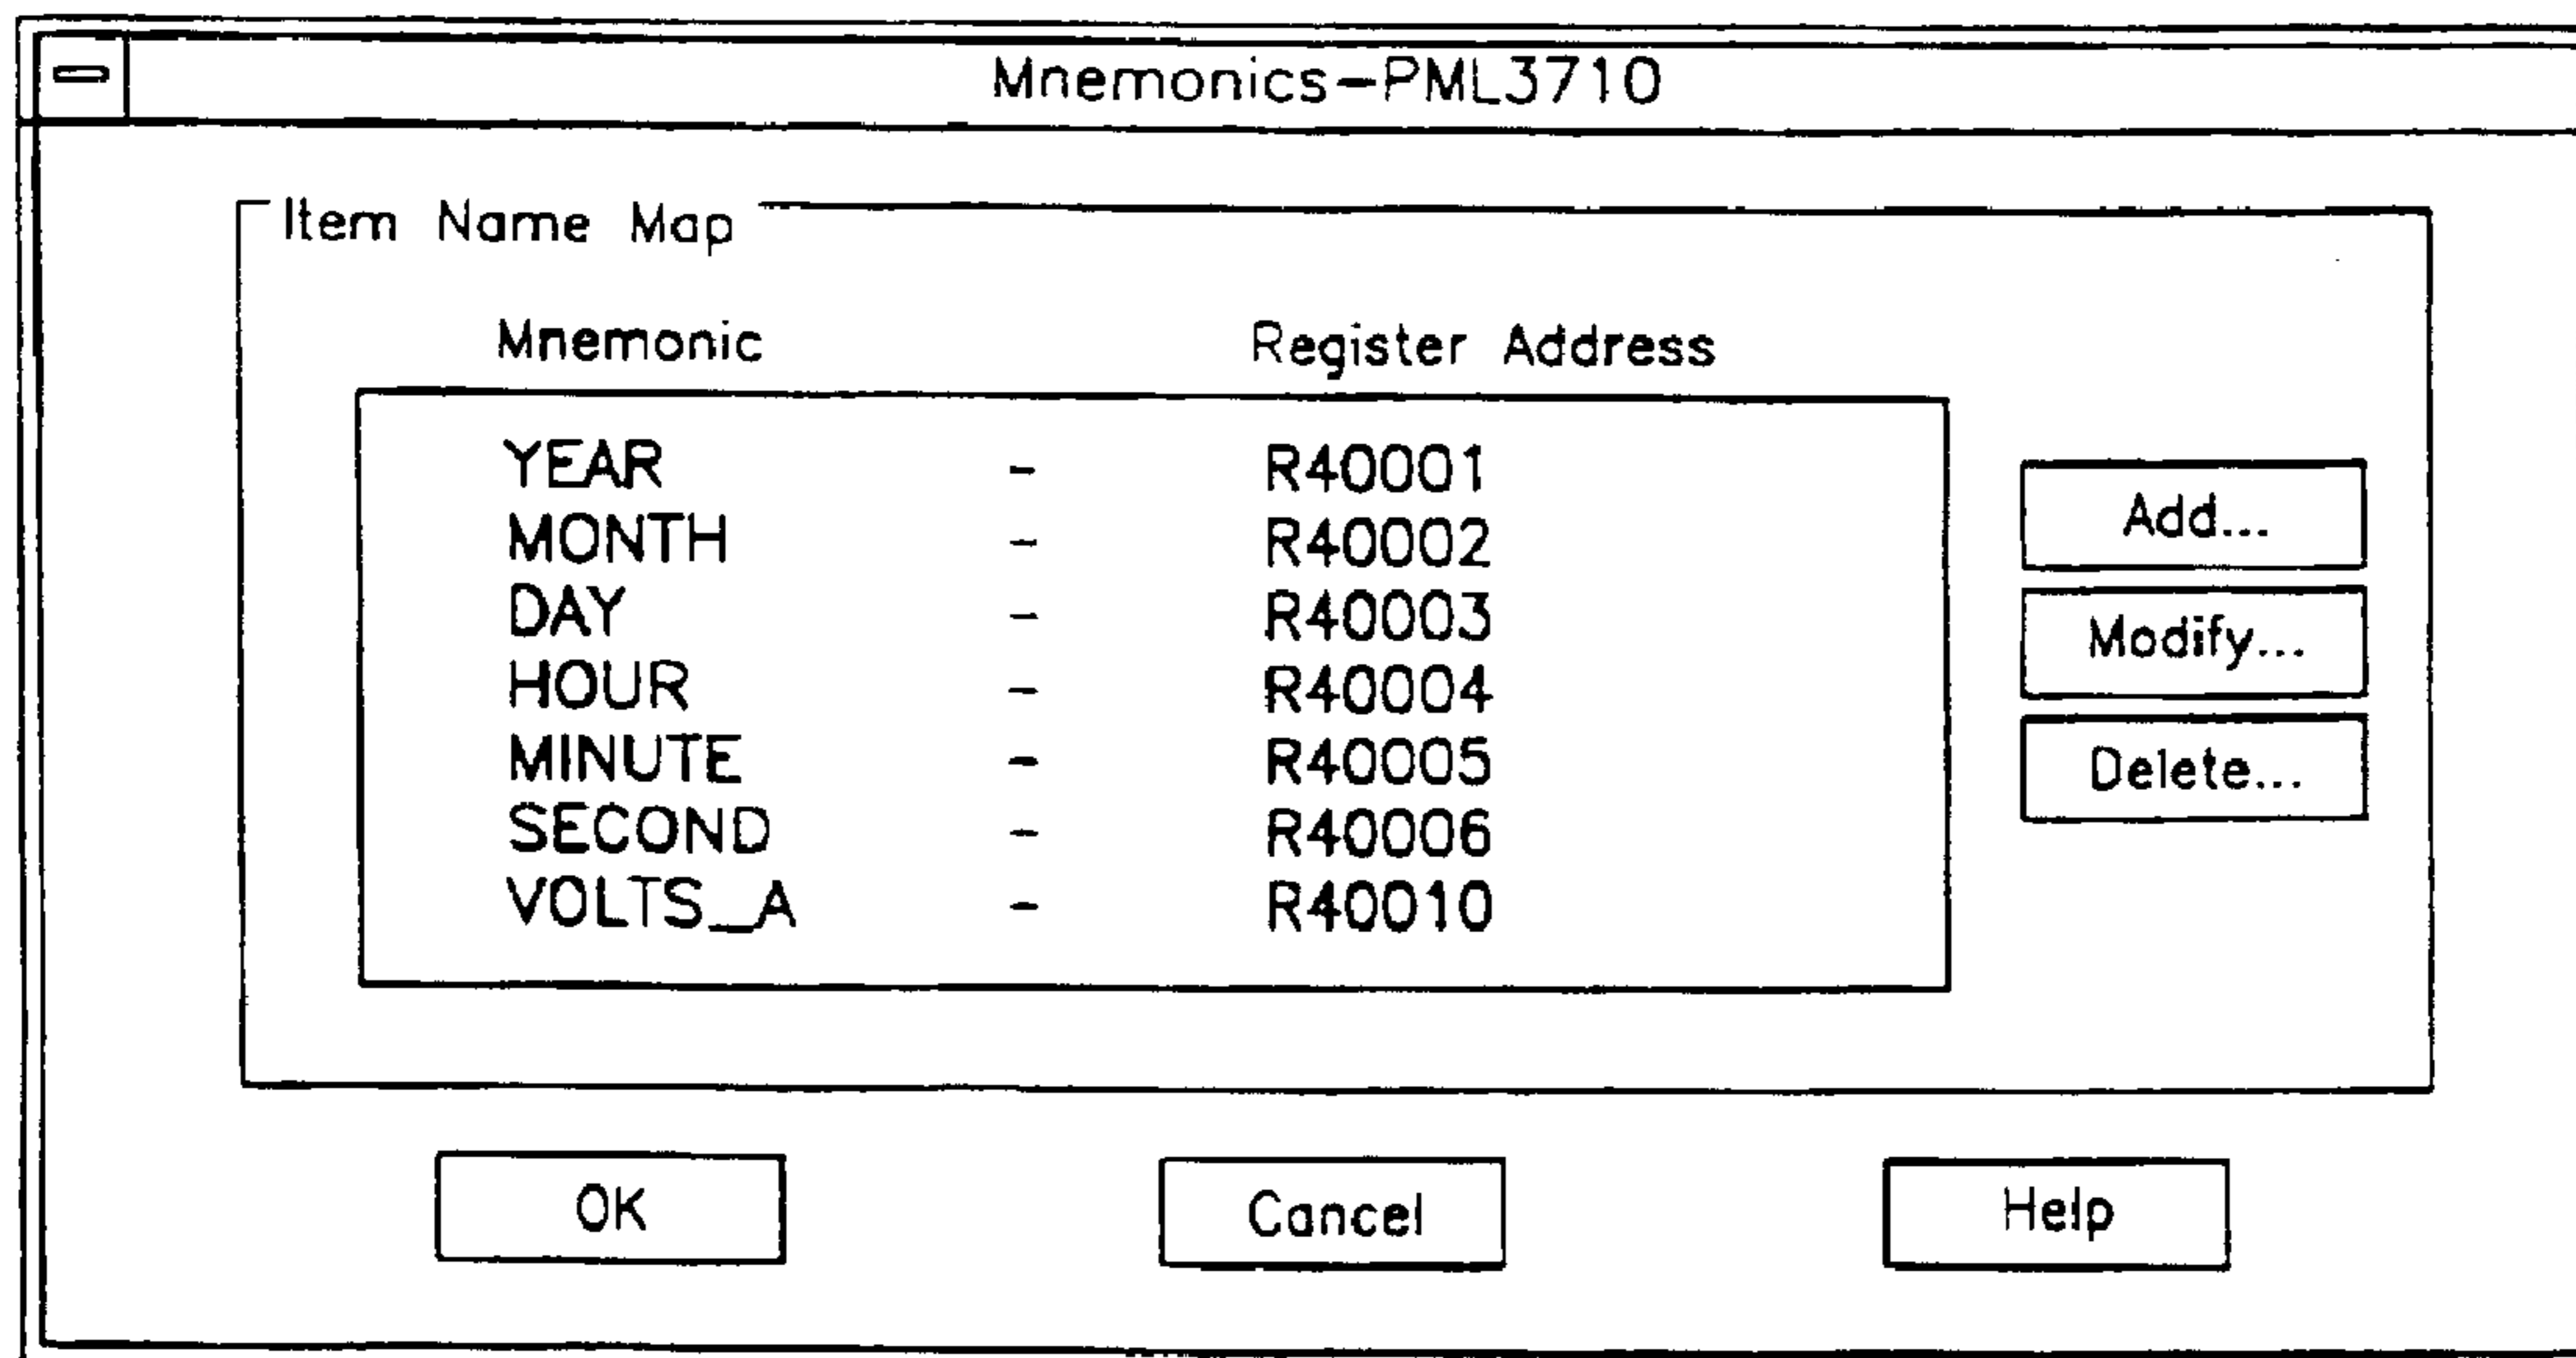 Mnemonics-PML3710
Item Name Map
Mnemonic Register Address
YEAR - R40001
MONTH - R40002
DAY - R40003
HOUR - R40004
MINUTE - R40005
SECOND - R40006
VOLTS_A - R40010
Add...
Modify...
Delete...
OK Cancel Help